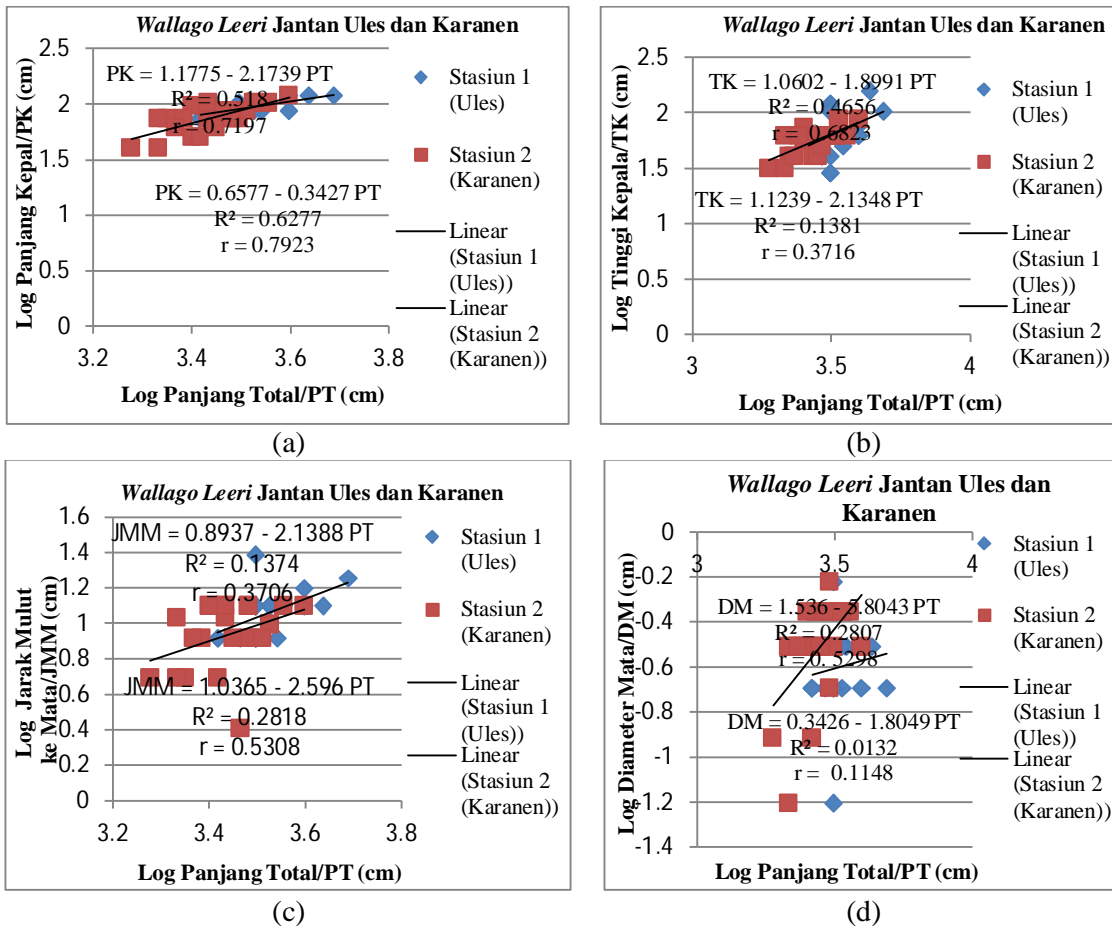 Wallago Leeri Jantan Ules dan Karanen
Log Panjang Kepal/PK (cm)
2.5
2
1.5
1
0.5
0
PK = 1.1775 - 2.1739 PT
R² = 0.518
r = 0.7197
PK = 0.6577 - 0.3427 PT
R² = 0.6277
r = 0.7923
3.2
3.4
3.6
3.8
Log Panjang Total/PT (cm)
Stasiun 1
(Ules)
Stasiun 2
(Karanen)
Linear
(Stasiun 1
(Ules))
Linear
(Stasiun 2
(Karanen))
(a)
Wallago Leeri Jantan Ules dan Karanen
Log Tinggi Kepala/TK (cm)
2.5
2
1.5
1
0.5
0
TK = 1.0602 - 1.8991 PT
R² = 0.4656
r = 0.6823
TK = 1.1239 - 2.1348 PT
R² = 0.1381
r = 0.3716
3
3.5
4
Log Panjang Total/PT (cm)
Stasiun 1
(Ules)
Stasiun 2
(Karanen)
Linear
(Stasiun 1
(Ules))
Linear
(Stasiun 2
(Karanen))
(b)
Wallago Leeri Jantan Ules dan Karanen
Log Jarak Mulut
ke Mata/JMM (cm)
1.6
1.4
1.2
1
0.8
0.6
0.4
0.2
0
JMM = 0.8937 - 2.1388 PT
R² = 0.1374
r = 0.3706
JMM = 1.0365 - 2.596 PT
R² = 0.2818
r = 0.5308
3.2
3.4
3.6
3.8
Log Panjang Total/PT (cm)
Stasiun 1
(Ules)
Stasiun 2
(Karanen)
Linear
(Stasiun 1
(Ules))
Linear
(Stasiun 2
(Karanen))
(c)
Wallago Leeri Jantan Ules dan
Karanen
Log Diameter Mata/DM (cm)
0
-0.2
-0.4
-0.6
-0.8
-1
-1.2
-1.4
3
3.5
4
DM = 1.536 - 5.8043 PT
R² = 0.2807
r = 0.5298
DM = 0.3426 - 1.8049 PT
R² = 0.0132
r = 0.1148
Log Panjang Total/PT (cm)
Stasiun 1
(Ules)
Stasiun 2
(Karanen)
Linear
(Stasiun 1
(Ules))
Linear
(Stasiun 2
(Karanen))
(d)